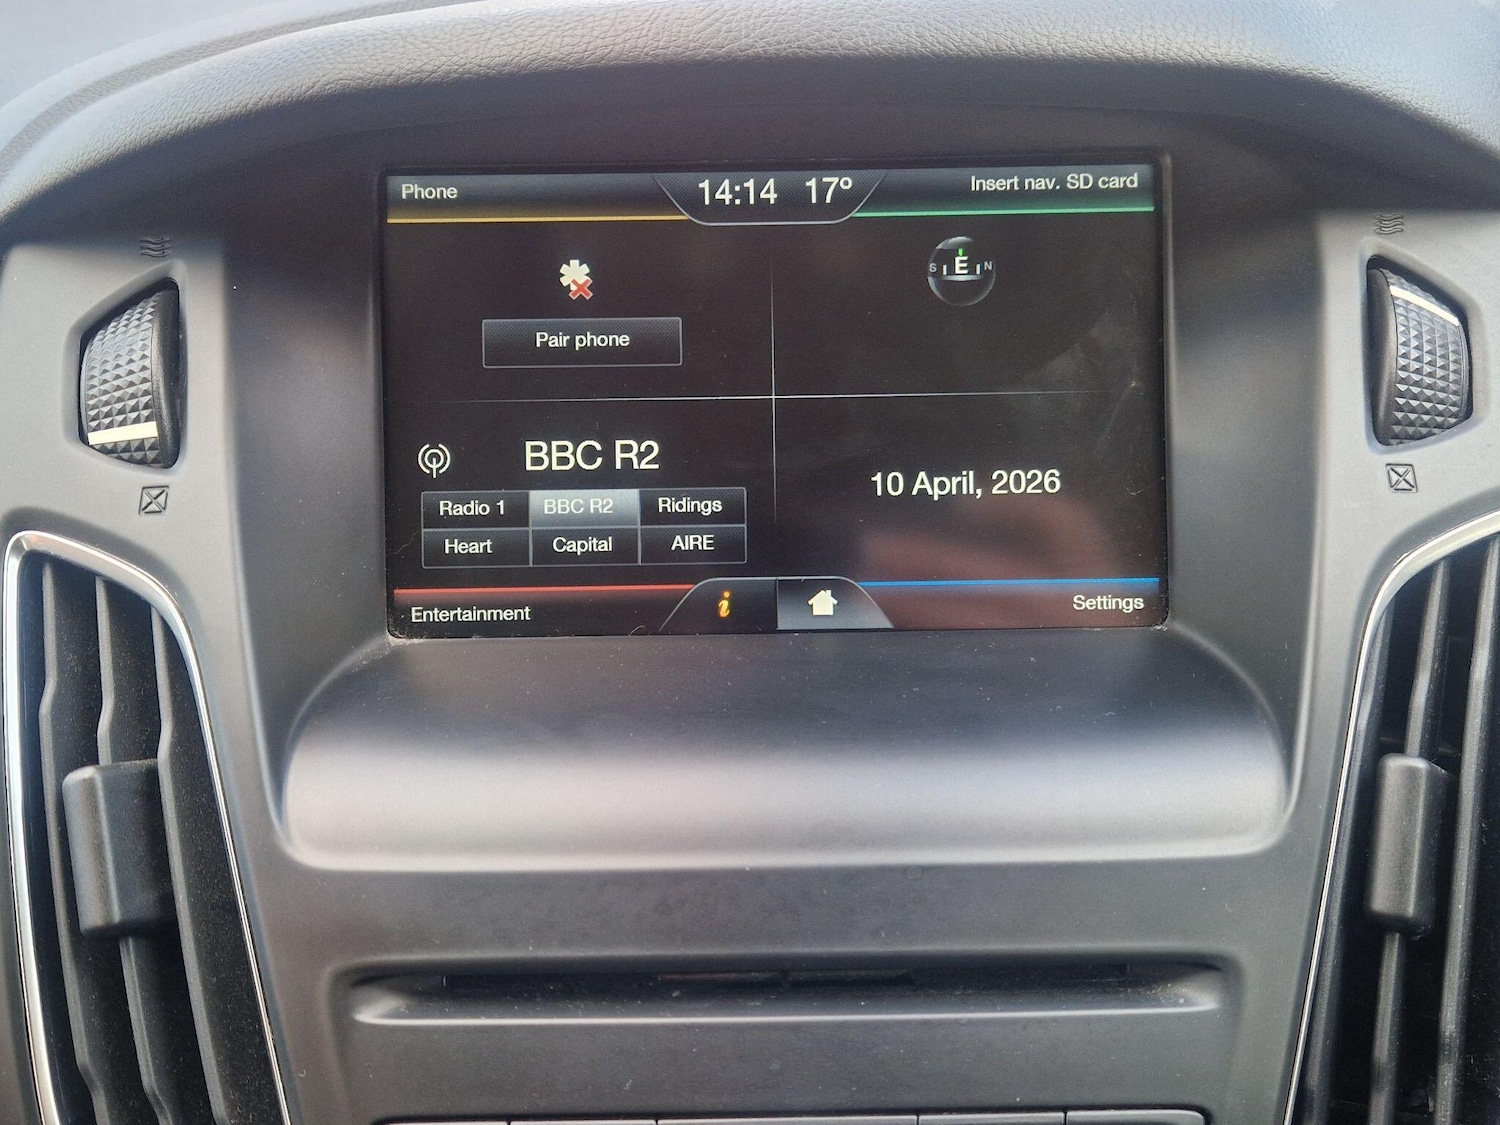 Phone
14:14 17°
Insert nav. SD card
S E N
Pair phone
BBC R2
Radio 1 BBC R2 Ridings
Heart Capital AIRE
10 April, 2026
Entertainment
i
Settings